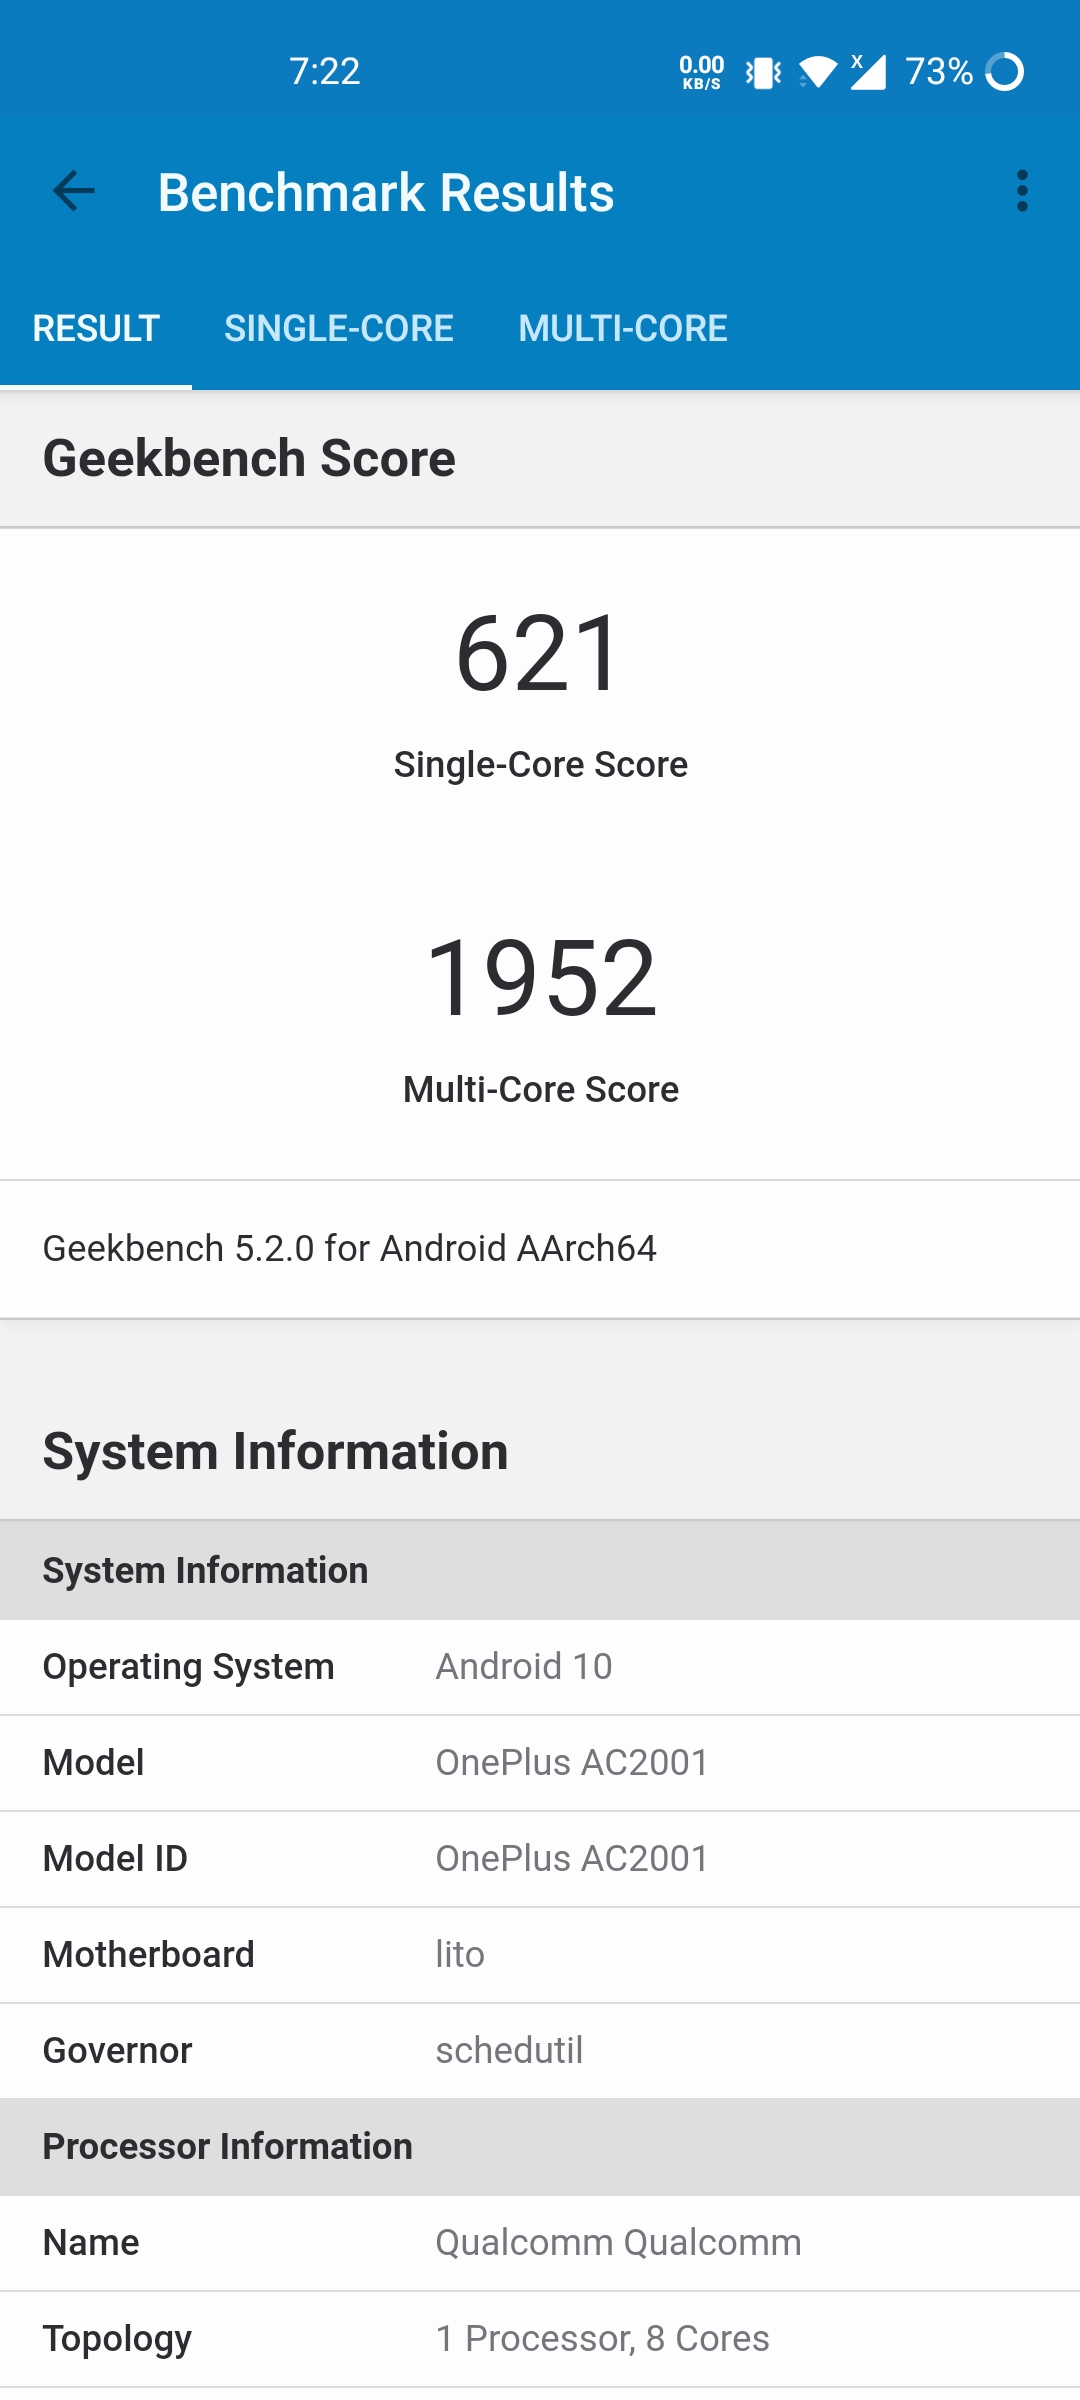 7:22
0.00
KB/S
X
73%
Benchmark Results
RESULT SINGLE-CORE MULTI-CORE
Geekbench Score
621
Single-Core Score
1952
Multi-Core Score
Geekbench 5.2.0 for Android AArch64
System Information
System Information
Operating System Android 10
Model OnePlus AC2001
Model ID OnePlus AC2001
Motherboard lito
Governor schedutil
Processor Information
Name Qualcomm Qualcomm
Topology 1 Processor, 8 Cores